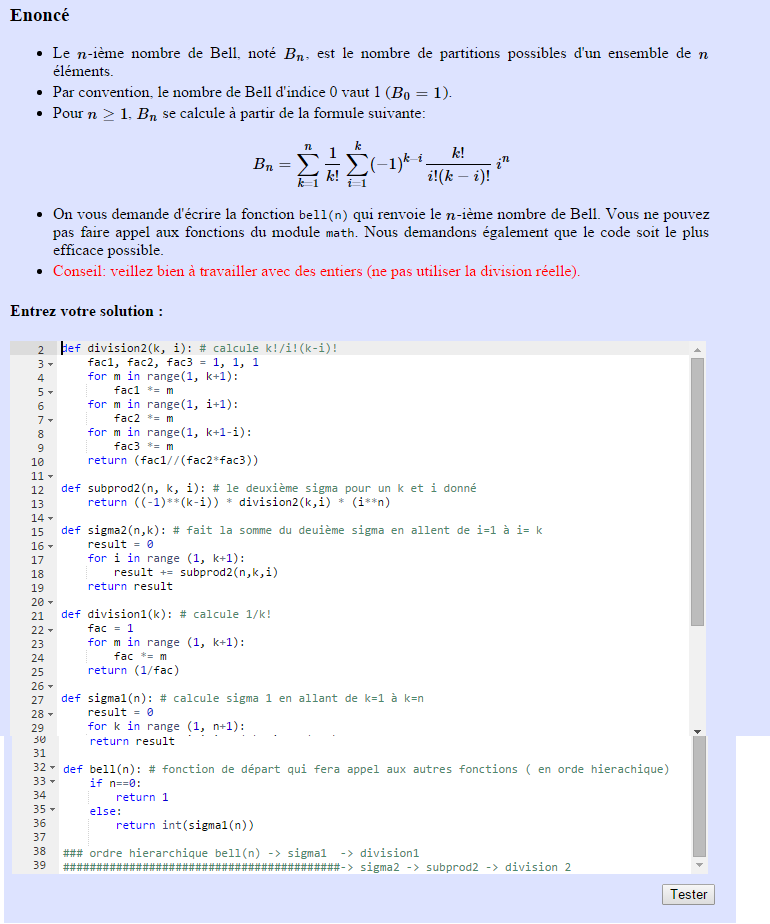 Enoncé
Le n-ième nombre de Bell, noté Bn, est le nombre de partitions possibles d'un ensemble de n
éléments.
Par convention, le nombre de Bell d'indice 0 vaut 1 (B0 = 1).
Pour n ≥ 1, Bn se calcule à partir de la formule suivante:
Bn = ∑_{k=1}^{n} 1/k! ∑_{i=1}^{k} (−1)^{k−i} k!/(i!(k − i)!) i^n
On vous demande d'écrire la fonction bell(n) qui renvoie le n-ième nombre de Bell. Vous ne pouvez
pas faire appel aux fonctions du module math. Nous demandons également que le code soit le plus
efficace possible.
Conseil: veillez bien à travailler avec des entiers (ne pas utiliser la division réelle).
Entrez votre solution :
2 def division2(k, i): # calcule k!/i!(k-i)!
3 fac1, fac2, fac3 = 1, 1, 1
4 for m in range(1, k+1):
5 fac1 *= m
6 for m in range(1, i+1):
7 fac2 *= m
8 for m in range(1, k+1-i):
9 fac3 *= m
10 return (fac1//(fac2*fac3))
11
12 def subprod2(n, k, i): # le deuxième sigma pour un k et i donné
13 return ((-1)**(k-i)) * division2(k,i) * (i**n)
14
15 def sigma2(n,k): # fait la somme du deuième sigma en allent de i=1 à i= k
16 result = 0
17 for i in range (1, k+1):
18 result += subprod2(n,k,i)
19 return result
20
21 def division1(k): # calcule 1/k!
22 fac = 1
23 for m in range (1, k+1):
24 fac *= m
25 return (1/fac)
26
27 def sigma1(n): # calcule sigma 1 en allant de k=1 à k=n
28 result = 0
29 for k in range (1, n+1):
30 return result
31
32 def bell(n): # fonction de départ qui fera appel aux autres fonctions ( en orde hierachique)
33 if n==0:
34 return 1
35 else:
36 return int(sigma1(n))
37
38 ### ordre hierarchique bell(n) -> sigma1 -> division1
39 ##########################################-> sigma2 -> subprod2 -> division 2
Tester